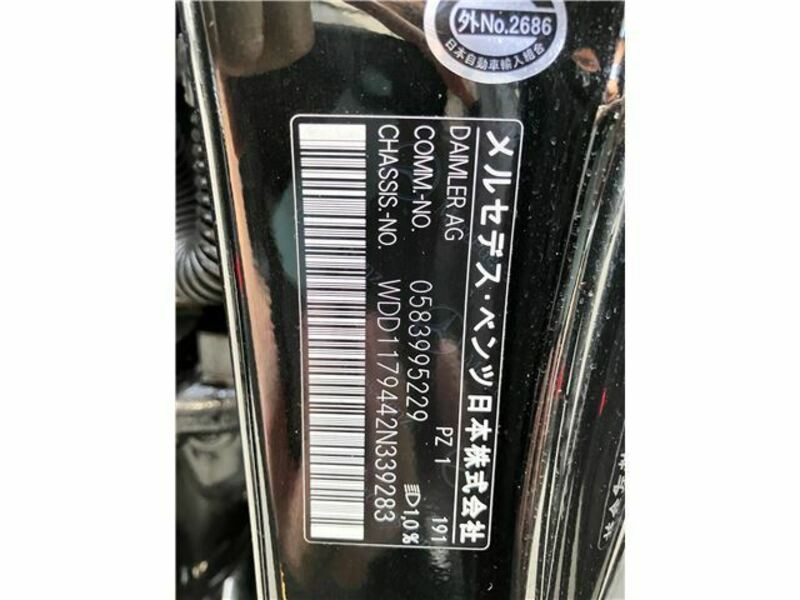 外No.2686
日本自動車輸入組合
メルセデス・ベンツ日本株式会社
DAIMLER AG 191
PZ 1
COMM.-NO. 0583995229
1,0%
CHASSIS.-NO. WDD1179442N339283